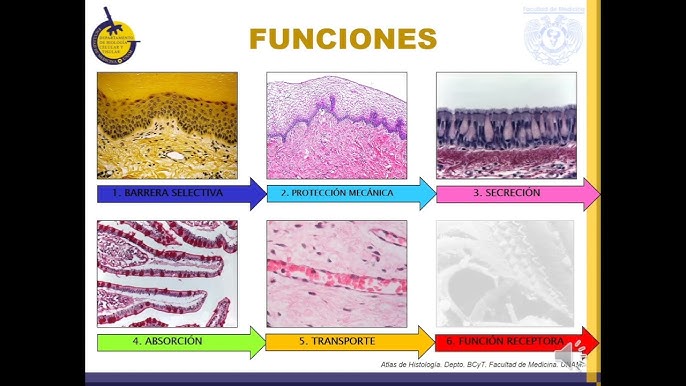 Facultad de Medicina
DEPARTAMENTO
DE BIOLOGÍA
CELULAR Y
TISULAR
FUNCIONES
1. BARRERA SELECTIVA
2. PROTECCIÓN MECÁNICA
3. SECRECIÓN
4. ABSORCIÓN
5. TRANSPORTE
6. FUNCIÓN RECEPTORA
Atlas de Histología. Depto. BCyT. Facultad de Medicina. UNAM.